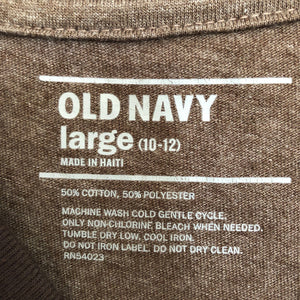 OLD NAVY
large (10-12)
MADE IN HAITI
50% COTTON, 50% POLYESTER
MACHINE WASH COLD GENTLE CYCLE.
ONLY NON-CHLORINE BLEACH WHEN NEEDED.
TUMBLE DRY LOW. COOL IRON.
DO NOT IRON LABEL. DO NOT DRY CLEAN.
RN54023